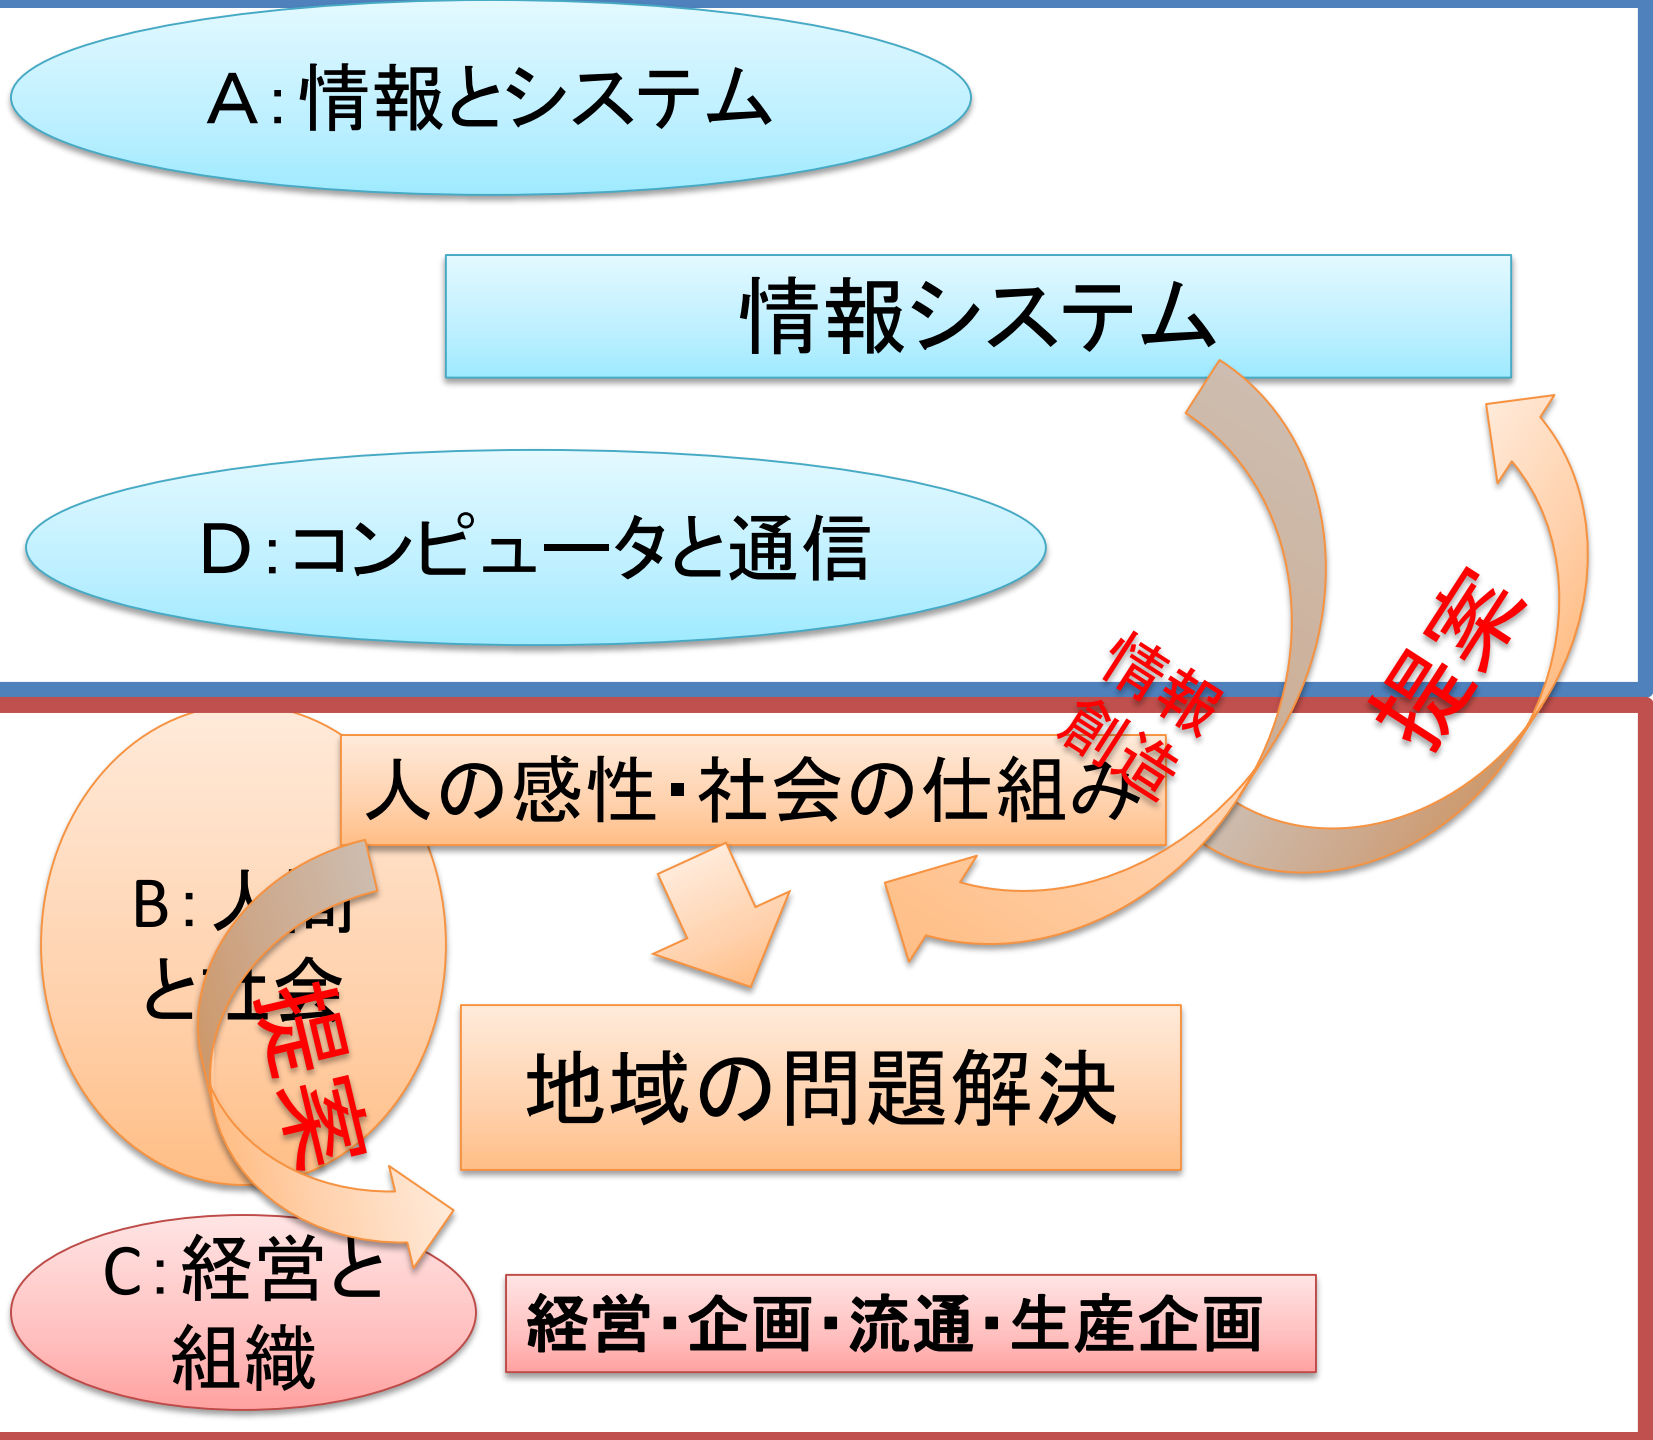 Ａ：情報とシステム
情報システム
Ｄ：コンピュータと通信
提案
情報
創造
人の感性・社会の仕組み
B：人間
と社会
提案
地域の問題解決
C：経営と
組織
経営・企画・流通・生産企画